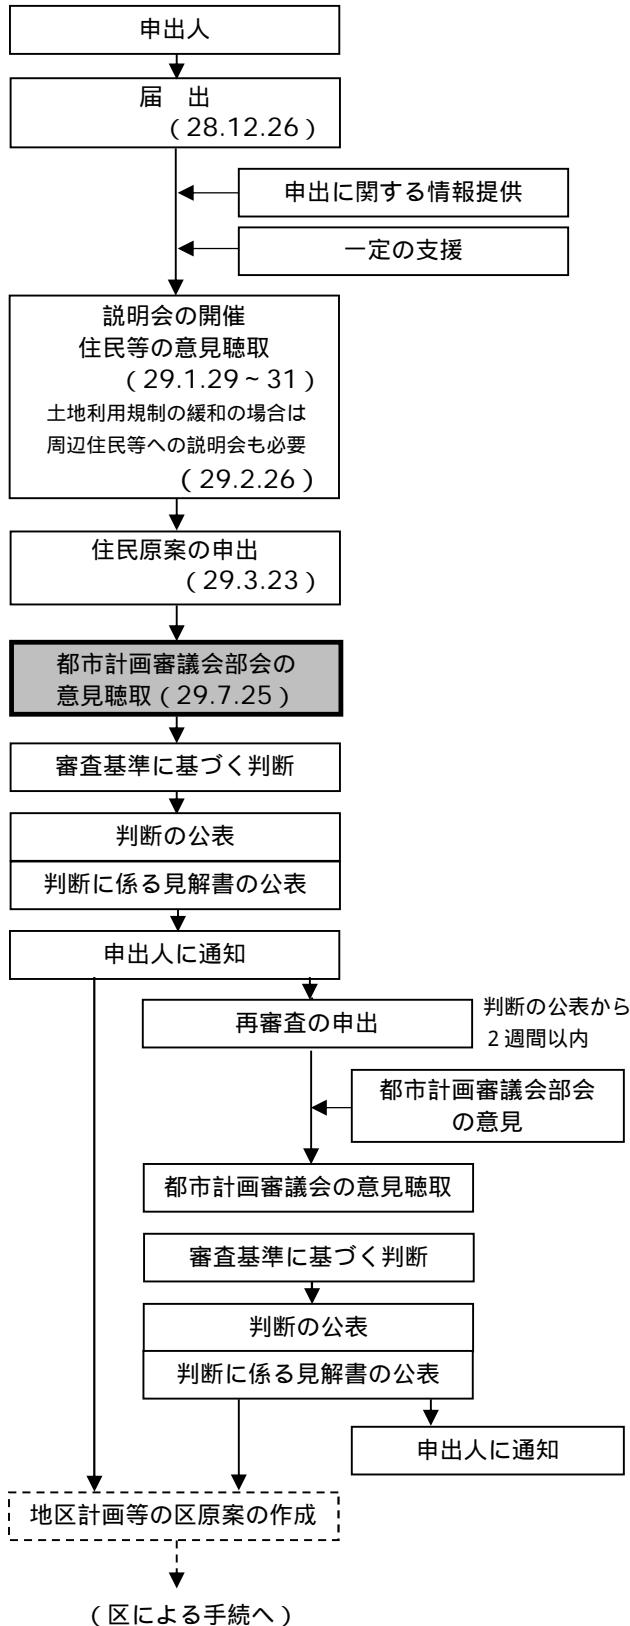 申出人
届　出
（28.12.26）
申出に関する情報提供
一定の支援
説明会の開催
住民等の意見聴取
（29.1.29～31）
土地利用規制の緩和の場合は
周辺住民等への説明会も必要
（29.2.26）
住民原案の申出
（29.3.23）
都市計画審議会部会の
意見聴取（29.7.25）
審査基準に基づく判断
判断の公表
判断に係る見解書の公表
申出人に通知
再審査の申出
判断の公表から
２週間以内
都市計画審議会部会
の意見
都市計画審議会の意見聴取
審査基準に基づく判断
判断の公表
判断に係る見解書の公表
申出人に通知
地区計画等の区原案の作成
（区による手続へ）